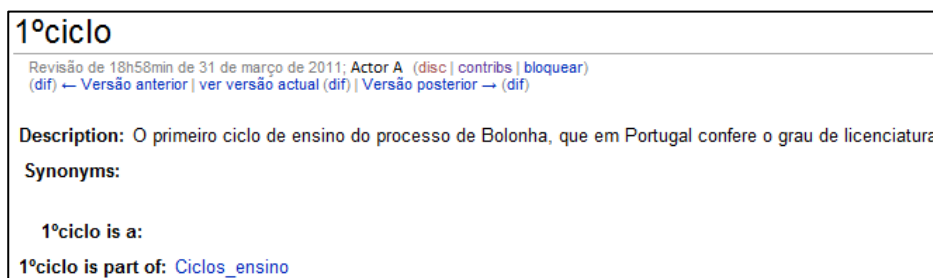 1ºciclo
Revisão de 18h58min de 31 de março de 2011; Actor A (disc | contribs | bloquear)
(dif) ← Versão anterior | ver versão actual (dif) | Versão posterior → (dif)
Description: O primeiro ciclo de ensino do processo de Bolonha, que em Portugal confere o grau de licenciatura
Synonyms:
1ºciclo is a:
1ºciclo is part of: Ciclos_ensino